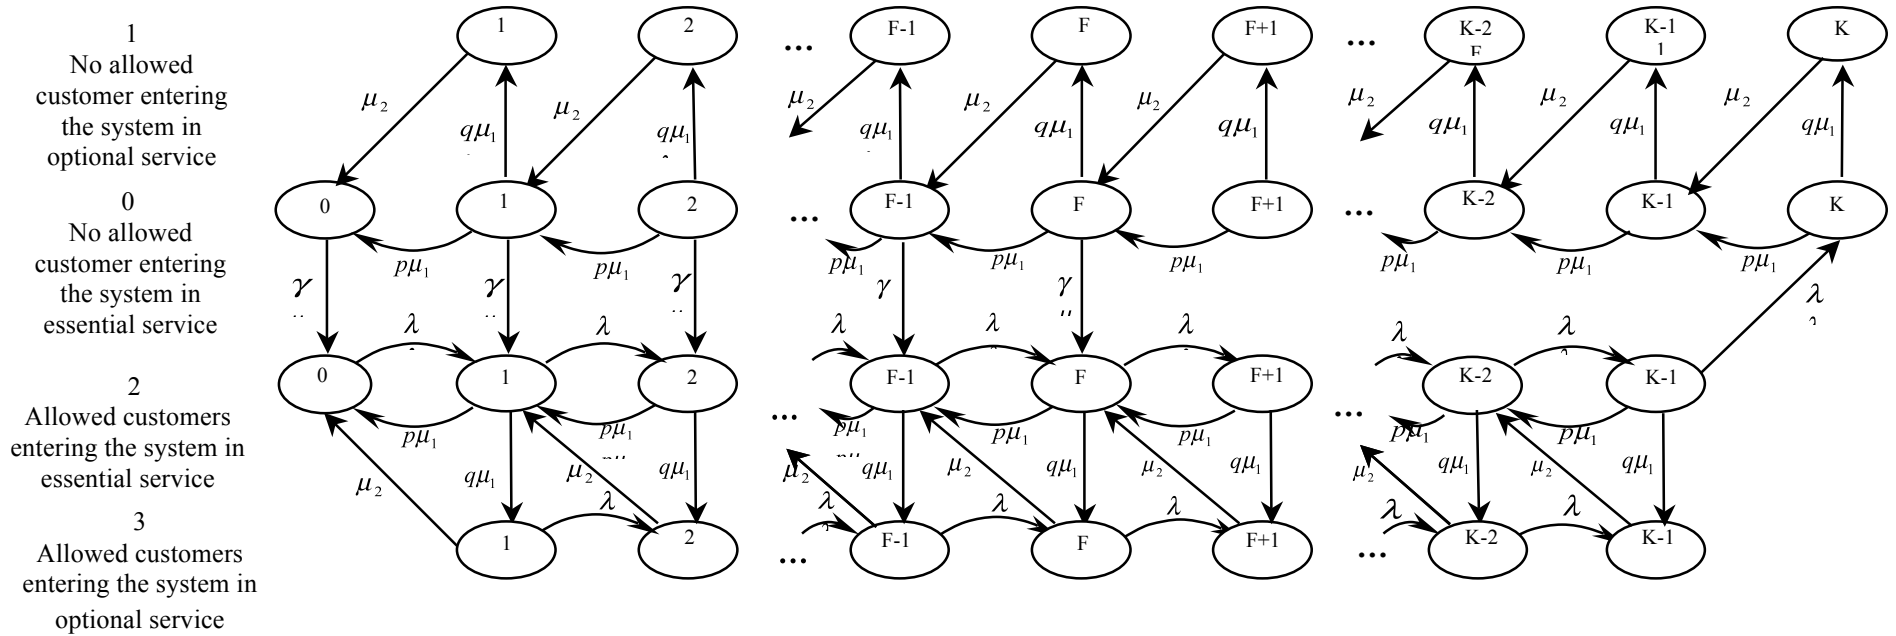 1
No allowed
customer entering
the system in
optional service
1 2 ... F-1 F F+1 ... K-2 K-1 K
F 1
μ₂ qμ₁ μ₂ qμ₁ μ₂ qμ₁ μ₂ qμ₁ μ₂ qμ₁ μ₂ qμ₁ μ₂ qμ₁ μ₂ qμ₁
0
No allowed
customer entering
the system in
essential service
0 1 2 ... F-1 F F+1 ... K-2 K-1 K
pμ₁ pμ₁ pμ₁ pμ₁ pμ₁ pμ₁ pμ₁ pμ₁
γ γ γ γ γ λ
λ λ λ λ λ λ λ
2
Allowed customers
entering the system in
essential service
0 1 2 ... F-1 F F+1 ... K-2 K-1
pμ₁ pμ₁ pμ₁ pμ₁ pμ₁ pμ₁ pμ₁
μ₂ qμ₁ μ₂ qμ₁ μ₂ qμ₁ μ₂ qμ₁ μ₂ qμ₁ μ₂ qμ₁ μ₂ qμ₁
λ λ λ λ λ λ
3
Allowed customers
entering the system in
optional service
1 2 ... F-1 F F+1 ... K-2 K-1